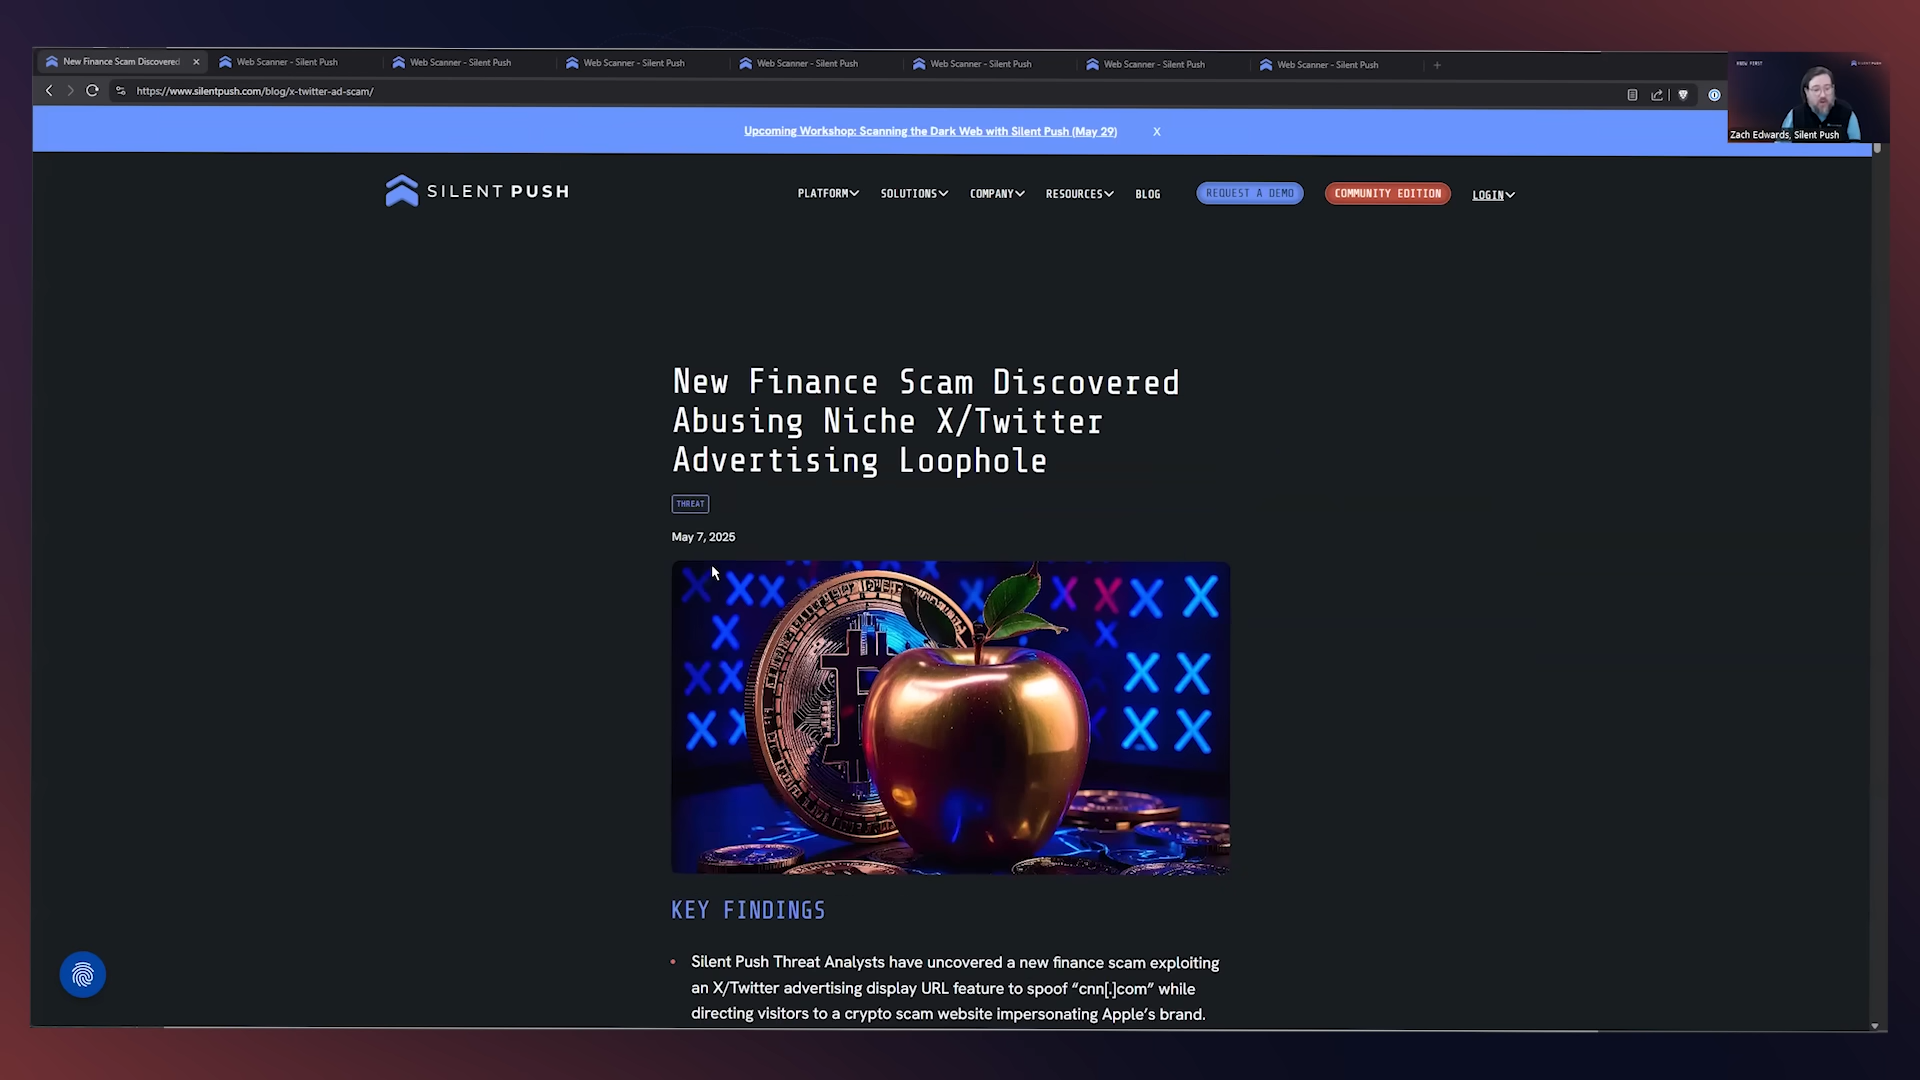 New Finance Scam Discovered
Web Scanner - Silent Push
Web Scanner - Silent Push
Web Scanner - Silent Push
Web Scanner - Silent Push
Web Scanner - Silent Push
Web Scanner - Silent Push
Web Scanner - Silent Push
https://www.silentpush.com/blog/x-twitter-ad-scam/
KNOW FIRST
SILENT PUSH
Zach Edwards, Silent Push
Upcoming Workshop: Scanning the Dark Web with Silent Push (May 29)
X
SILENT PUSH
PLATFORM
SOLUTIONS
COMPANY
RESOURCES
BLOG
REQUEST A DEMO
COMMUNITY EDITION
LOGIN
New Finance Scam Discovered
Abusing Niche X/Twitter
Advertising Loophole
THREAT
May 7, 2025
KEY FINDINGS
• Silent Push Threat Analysts have uncovered a new finance scam exploiting
an X/Twitter advertising display URL feature to spoof “cnn[.]com” while
directing visitors to a crypto scam website impersonating Apple’s brand.